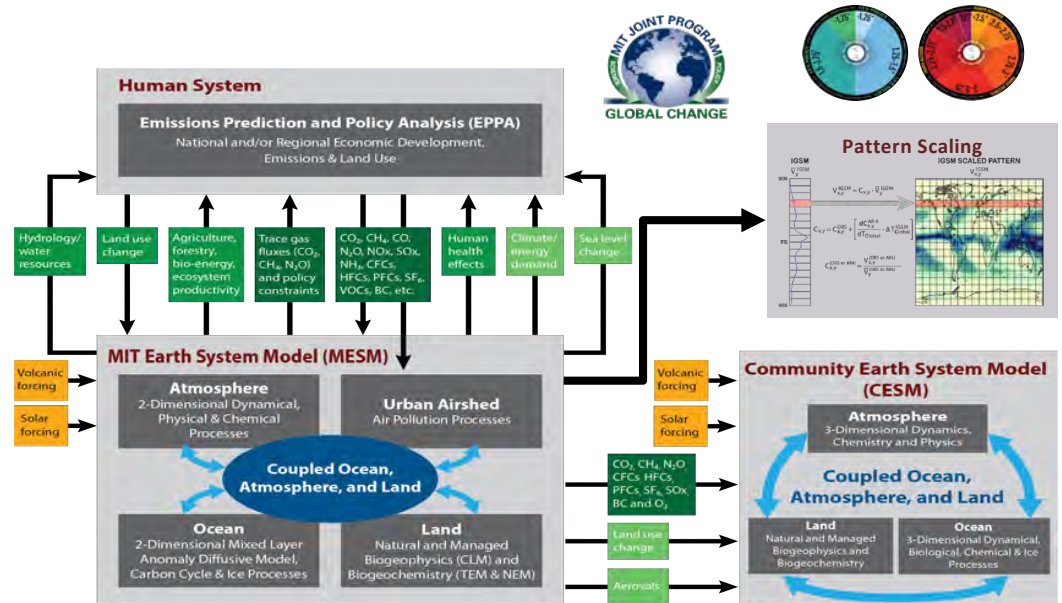 MIT JOINT PROGRAM
ENERGY
POLICY
GLOBAL CHANGE
Human System
Emissions Prediction and Policy Analysis (EPPA)
National and/or Regional Economic Development,
Emissions & Land Use
Hydrology/
water
resources
Land use
change
Agriculture,
forestry,
bio-energy,
ecosystem
productivity
Trace gas
fluxes (CO₂,
CH₄, N₂O)
and policy
constraints
CO₂, CH₄, CO,
N₂O, NOx, SOx,
NH₃, CFCs,
HFCs, PFCs, SF₆,
VOCs, BC, etc.
Human
health
effects
Climate/
energy
demand
Sea level
change
Pattern Scaling
IGSM
IGSM SCALED PATTERN
90N
EQ
90S
MIT Earth System Model (MESM)
Volcanic
forcing
Solar
forcing
Atmosphere
2-Dimensional Dynamical,
Physical & Chemical
Processes
Urban Airshed
Air Pollution Processes
Coupled Ocean,
Atmosphere, and Land
Ocean
2-Dimensional Mixed Layer
Anomaly Diffusive Model,
Carbon Cycle & Ice Processes
Land
Natural and Managed
Biogeophysics (CLM) and
Biogeochemistry (TEM & NEM)
CO₂, CH₄, N₂O,
CFCs, HFCs,
PFCs, SF₆, SOx,
BC and O₃
Land use
change
Aerosols
Community Earth System Model
(CESM)
Volcanic
forcing
Solar
forcing
Atmosphere
3-Dimensional Dynamics,
Chemistry and Physics
Coupled Ocean,
Atmosphere, and Land
Land
Natural and Managed
Biogeophysics and
Biogeochemistry
Ocean
3-Dimensional Dynamical,
Biological, Chemical & Ice
Processes